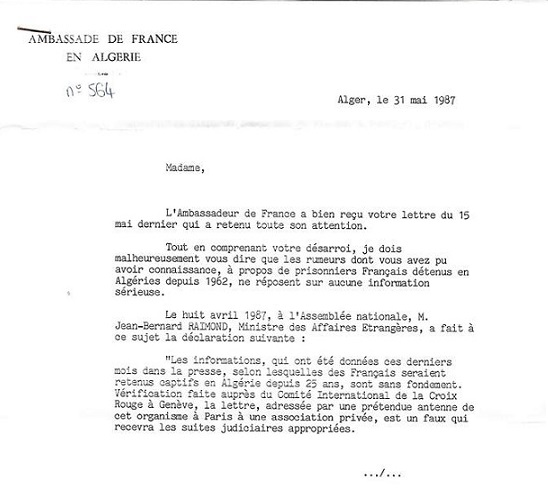 AMBASSADE DE FRANCE
EN ALGERIE
nº 564
Alger, le 31 mai 1987
Madame,
L'Ambassadeur de France a bien reçu votre lettre du 15
mai dernier qui a retenu toute son attention.
Tout en comprenant votre désarroi, je dois
malheureusement vous dire que les rumeurs dont vous avez pu
avoir connaissance, à propos de prisonniers Français détenus en
Algéries depuis 1962, ne réposent sur aucune information
sérieuse.
Le huit avril 1987, à l'Assemblée nationale, M.
Jean-Bernard RAIMOND, Ministre des Affaires Etrangères, a fait à
ce sujet la déclaration suivante :
"Les informations, qui ont été données ces derniers
mois dans la presse, selon lesquelles des Français seraient
retenus captifs en Algérie depuis 25 ans, sont sans fondement.
Vérification faite auprès du Comité International de la Croix
Rouge à Genève, la lettre, adressée par une prétendue antenne de
cet organisme à Paris à une association privée, est un faux qui
recevra les suites judiciaires appropriées.
.../...